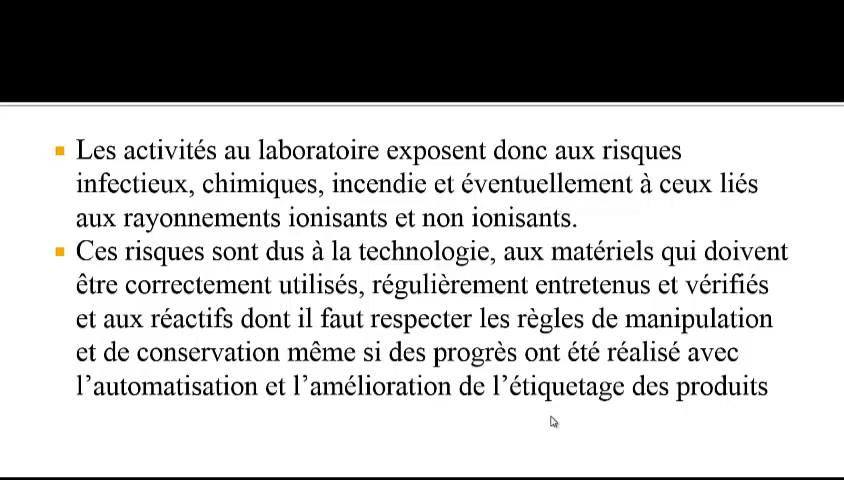 Les activités au laboratoire exposent donc aux risques
infectieux, chimiques, incendie et éventuellement à ceux liés
aux rayonnements ionisants et non ionisants.
Ces risques sont dus à la technologie, aux matériels qui doivent
être correctement utilisés, régulièrement entretenus et vérifiés
et aux réactifs dont il faut respecter les règles de manipulation
et de conservation même si des progrès ont été réalisé avec
l’automatisation et l’amélioration de l’étiquetage des produits